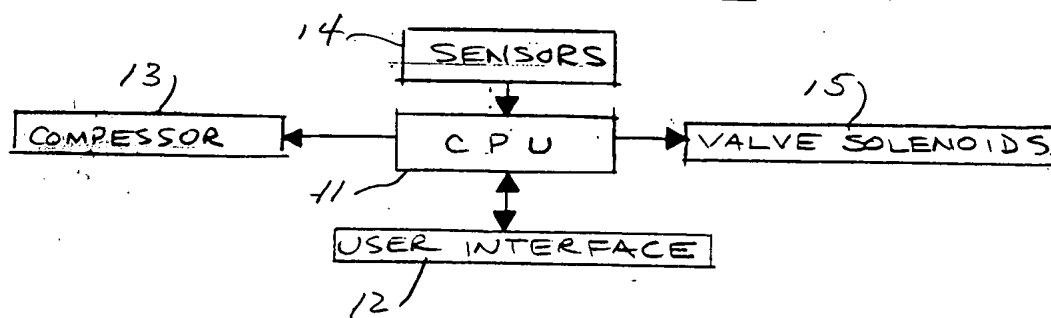 14
SENSORS
13
15
COMPESSOR
CPU
VALVE SOLENOIDS
11
USER INTERFACE
12